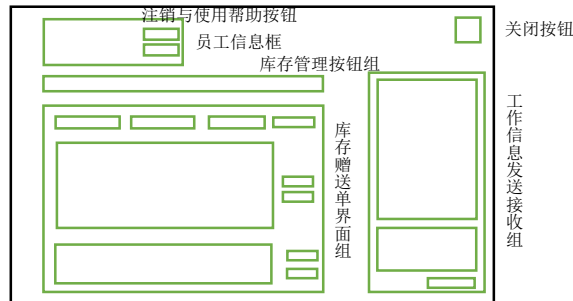 注销与使用帮助按钮
关闭按钮
员工信息框
库存管理按钮组
库存赠送单界面组
工作信息发送接收组